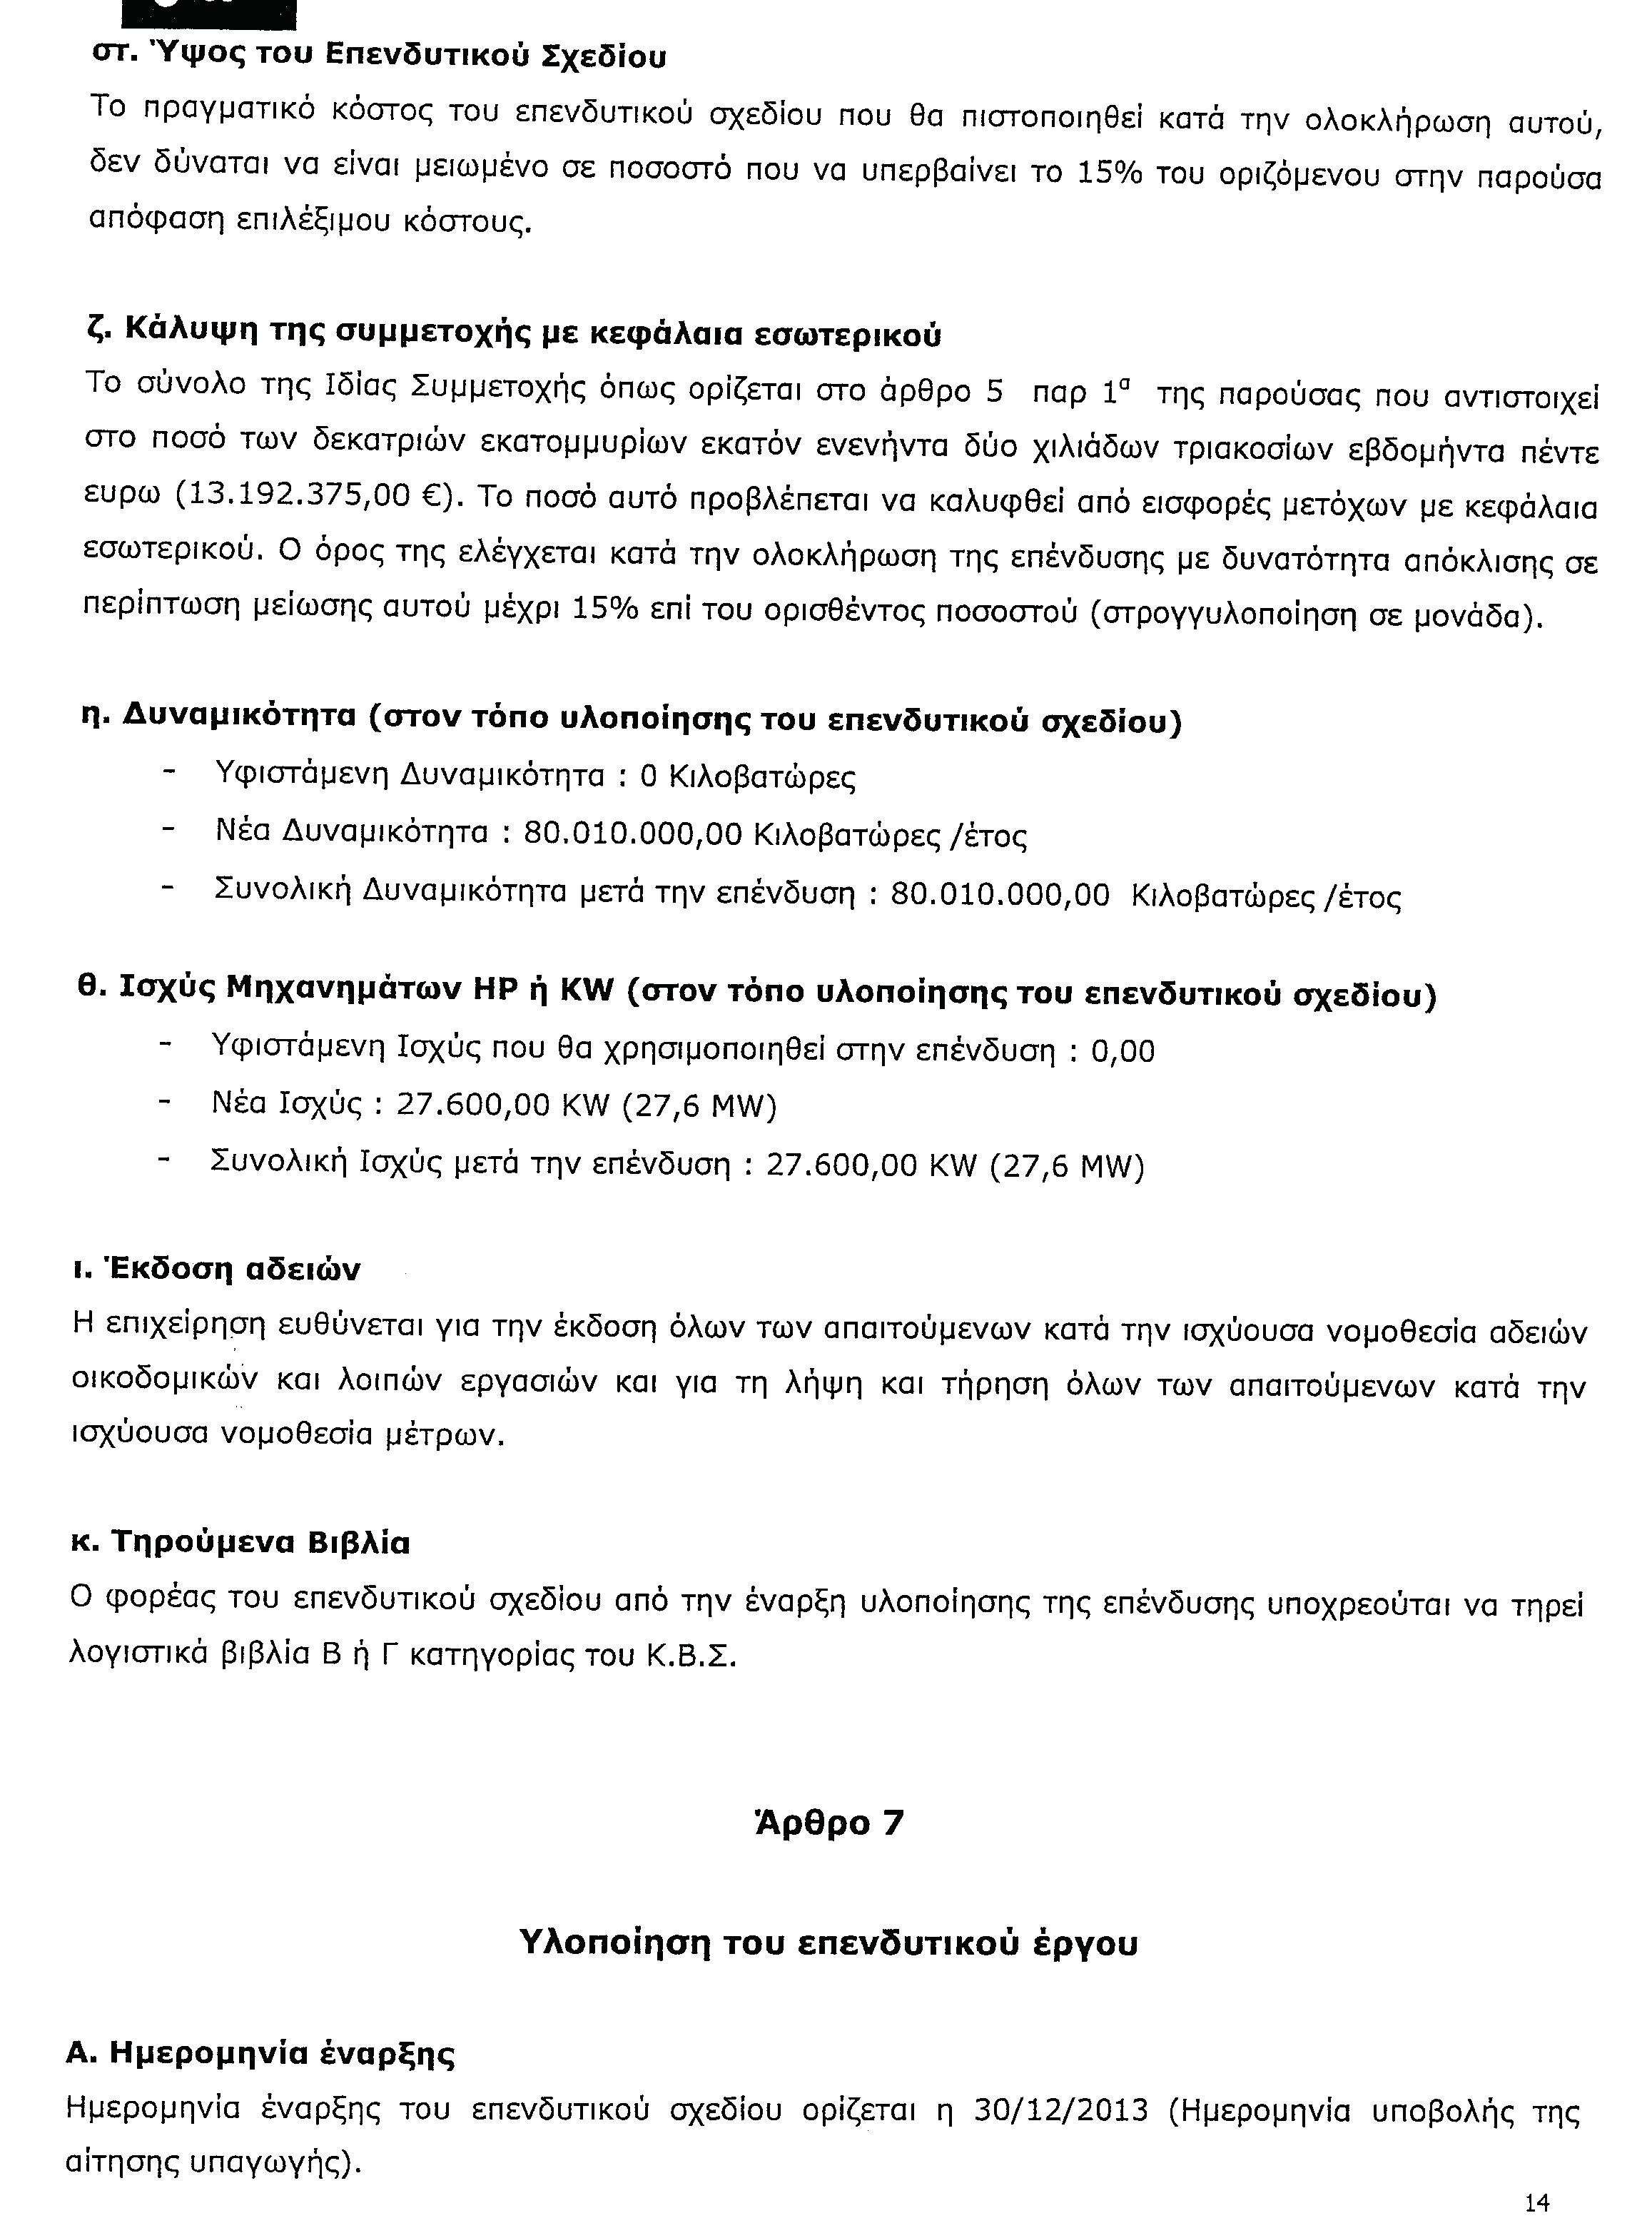 στ. Ύψος του Επενδυτικού Σχεδίου
Το πραγματικό κόστος του επενδυτικού σχεδίου που θα πιστοποιηθεί κατά την ολοκλήρωση αυτού,
δεν δύναται να είναι μειωμένο σε ποσοστό που να υπερβαίνει το 15% του οριζόμενου στην παρούσα
απόφαση επιλέξιμου κόστους.
ζ. Κάλυψη της συμμετοχής με κεφάλαια εσωτερικού
Το σύνολο της Ιδίας Συμμετοχής όπως ορίζεται στο άρθρο 5 παρ 1α της παρούσας που αντιστοιχεί
στο ποσό των δεκατριών εκατομμυρίων εκατόν ενενήντα δύο χιλιάδων τριακοσίων εβδομήντα πέντε
ευρω (13.192.375,00 €). Το ποσό αυτό προβλέπεται να καλυφθεί από εισφορές μετόχων με κεφάλαια
εσωτερικού. Ο όρος της ελέγχεται κατά την ολοκλήρωση της επένδυσης με δυνατότητα απόκλισης σε
περίπτωση μείωσης αυτού μέχρι 15% επί του ορισθέντος ποσοστού (στρογγυλοποίηση σε μονάδα).
η. Δυναμικότητα (στον τόπο υλοποίησης του επενδυτικού σχεδίου)
- Υφιστάμενη Δυναμικότητα : 0 Κιλοβατώρες
- Νέα Δυναμικότητα : 80.010.000,00 Κιλοβατώρες /έτος
- Συνολική Δυναμικότητα μετά την επένδυση : 80.010.000,00 Κιλοβατώρες /έτος
θ. Ισχύς Μηχανημάτων HP ή KW (στον τόπο υλοποίησης του επενδυτικού σχεδίου)
- Υφιστάμενη Ισχύς που θα χρησιμοποιηθεί στην επένδυση : 0,00
- Νέα Ισχύς : 27.600,00 KW (27,6 MW)
- Συνολική Ισχύς μετά την επένδυση : 27.600,00 KW (27,6 MW)
ι. Έκδοση αδειών
Η επιχείρηση ευθύνεται για την έκδοση όλων των απαιτούμενων κατά την ισχύουσα νομοθεσία αδειών
οικοδομικών και λοιπών εργασιών και για τη λήψη και τήρηση όλων των απαιτούμενων κατά την
ισχύουσα νομοθεσία μέτρων.
κ. Τηρούμενα Βιβλία
Ο φορέας του επενδυτικού σχεδίου από την έναρξη υλοποίησης της επένδυσης υποχρεούται να τηρεί
λογιστικά βιβλία Β ή Γ κατηγορίας του Κ.Β.Σ.
Άρθρο 7
Υλοποίηση του επενδυτικού έργου
Α. Ημερομηνία έναρξης
Ημερομηνία έναρξης του επενδυτικού σχεδίου ορίζεται η 30/12/2013 (Ημερομηνία υποβολής της
αίτησης υπαγωγής).
14